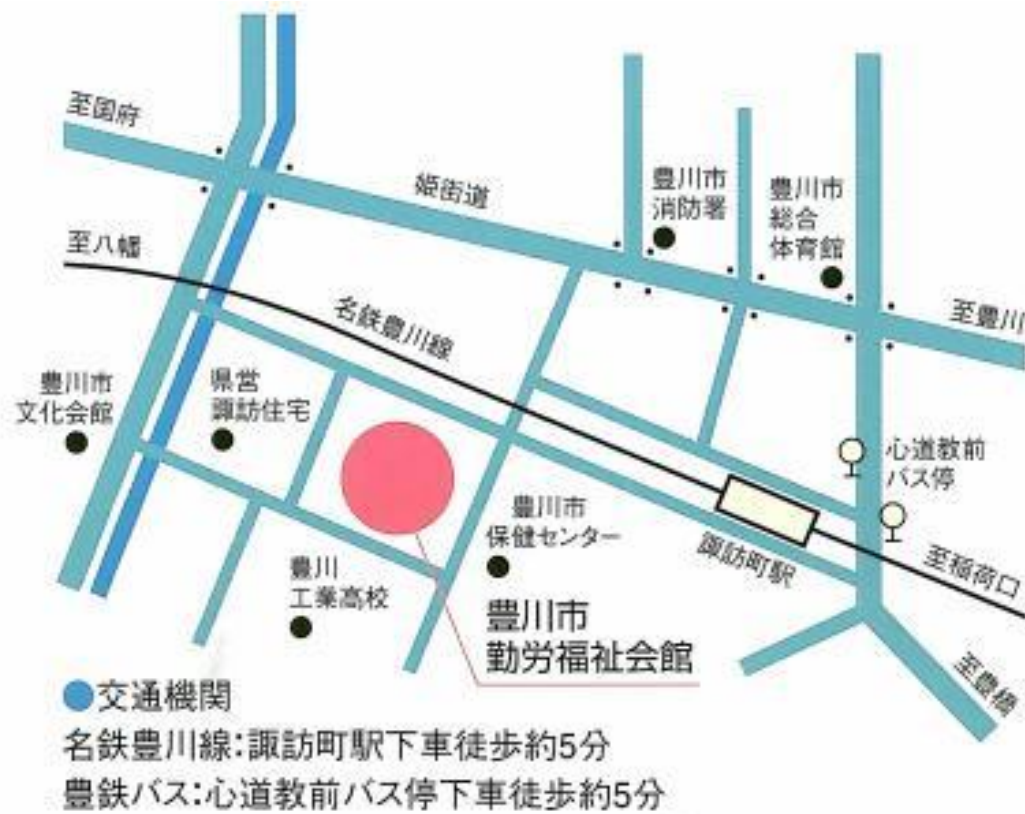 至国府
姫街道
豊川市
消防署
豊川市
総合
体育館
至八幡
名鉄豊川線
至豊川
豊川市
文化会館
県営
諏訪住宅
心道教前
バス停
豊川市
保健センター
諏訪町駅
至稲荷口
豊川
工業高校
豊川市
勤労福祉会館
至豊橋
●交通機関
名鉄豊川線:諏訪町駅下車徒歩約5分
豊鉄バス:心道教前バス停下車徒歩約5分